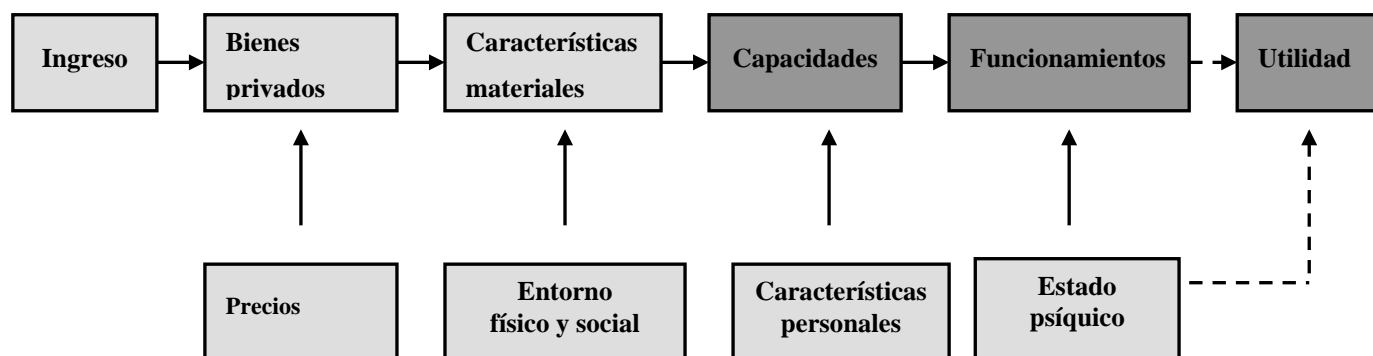 Ingreso
Bienes
privados
Características
materiales
Capacidades
Funcionamientos
Utilidad
Precios
Entorno
físico y social
Características
personales
Estado
psíquico